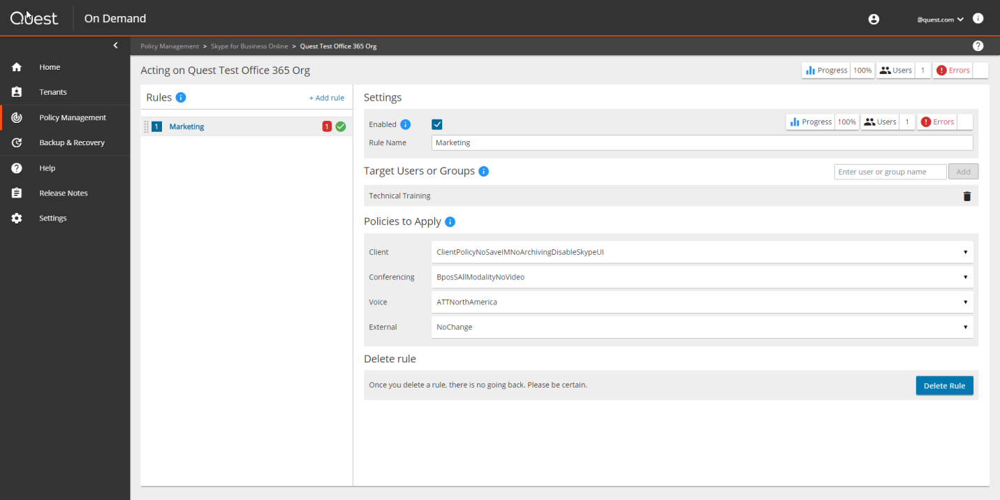 Quest On Demand @quest.com
Policy Management > Skype for Business Online > Quest Test Office 365 Org
Home
Tenants
Policy Management
Backup & Recovery
Help
Release Notes
Settings
Acting on Quest Test Office 365 Org
Progress 100% Users 1 Errors
Rules + Add rule
1 Marketing 1
Settings
Enabled Progress 100% Users 1 Errors
Rule Name Marketing
Target Users or Groups Enter user or group name Add
Technical Training
Policies to Apply
Client ClientPolicyNoSaveIMNoArchivingDisableSkypeUI
Conferencing BposSAllModalityNoVideo
Voice ATTNorthAmerica
External NoChange
Delete rule
Once you delete a rule, there is no going back. Please be certain. Delete Rule